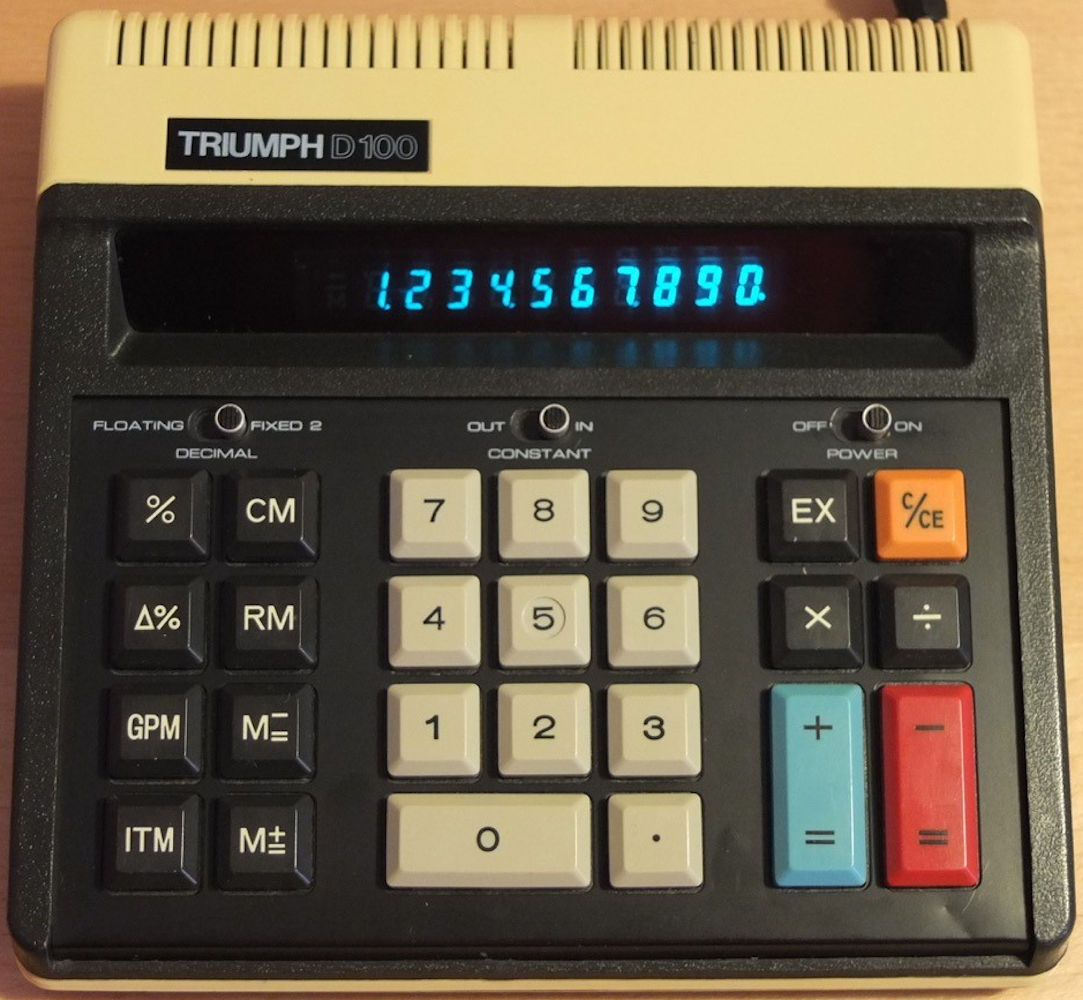 TRIUMPH D 100
1.234.567.890.
FLOATING FIXED 2 OUT IN OFF ON
DECIMAL CONSTANT POWER
% CM 7 8 9 EX C/CE
Δ% RM 4 5 6 × ÷
GPM M= 1 2 3 + −
ITM M± 0 . = =